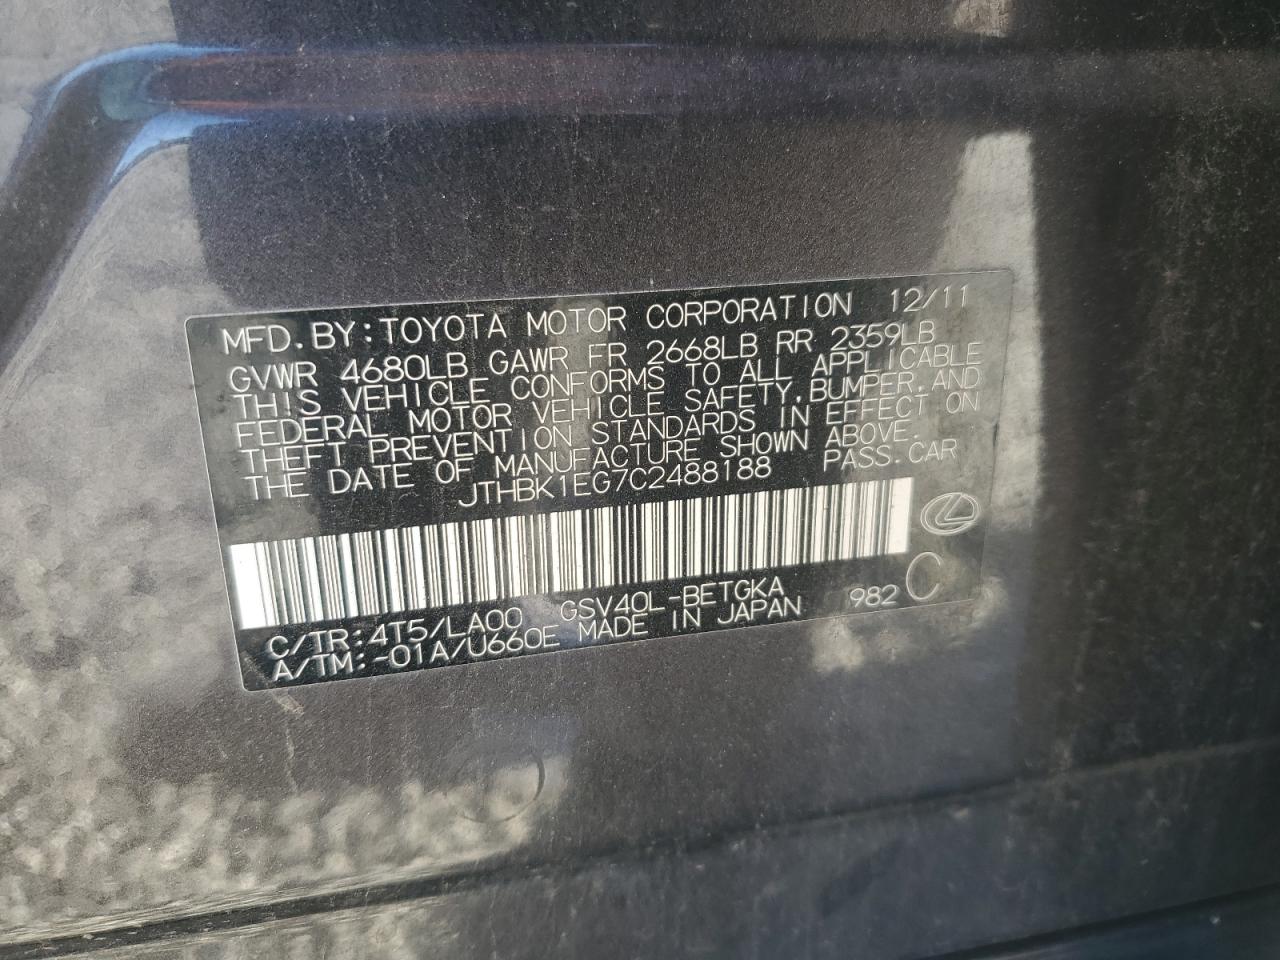 MFD. BY: TOYOTA MOTOR CORPORATION 12/11
GVWR 4680LB GAWR FR 2668LB RR 2359LB
THIS VEHICLE CONFORMS TO ALL APPLICABLE
FEDERAL MOTOR VEHICLE SAFETY, BUMPER, AND
THEFT PREVENTION STANDARDS IN EFFECT ON
THE DATE OF MANUFACTURE SHOWN ABOVE.
JTHBK1EG7C2488188 PASS. CAR
C/TR: 4T5/LA00 GSV40L-BETGKA 982 C
A/TM: -01A/U660E MADE IN JAPAN